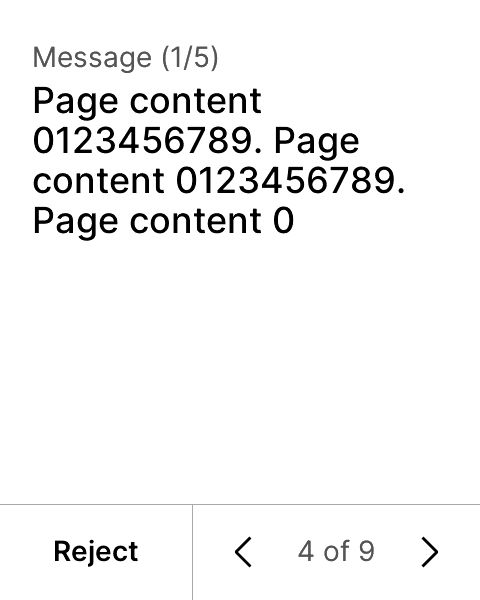 Message (1/5)
Page content
0123456789. Page
content 0123456789.
Page content 0
Reject
4 of 9